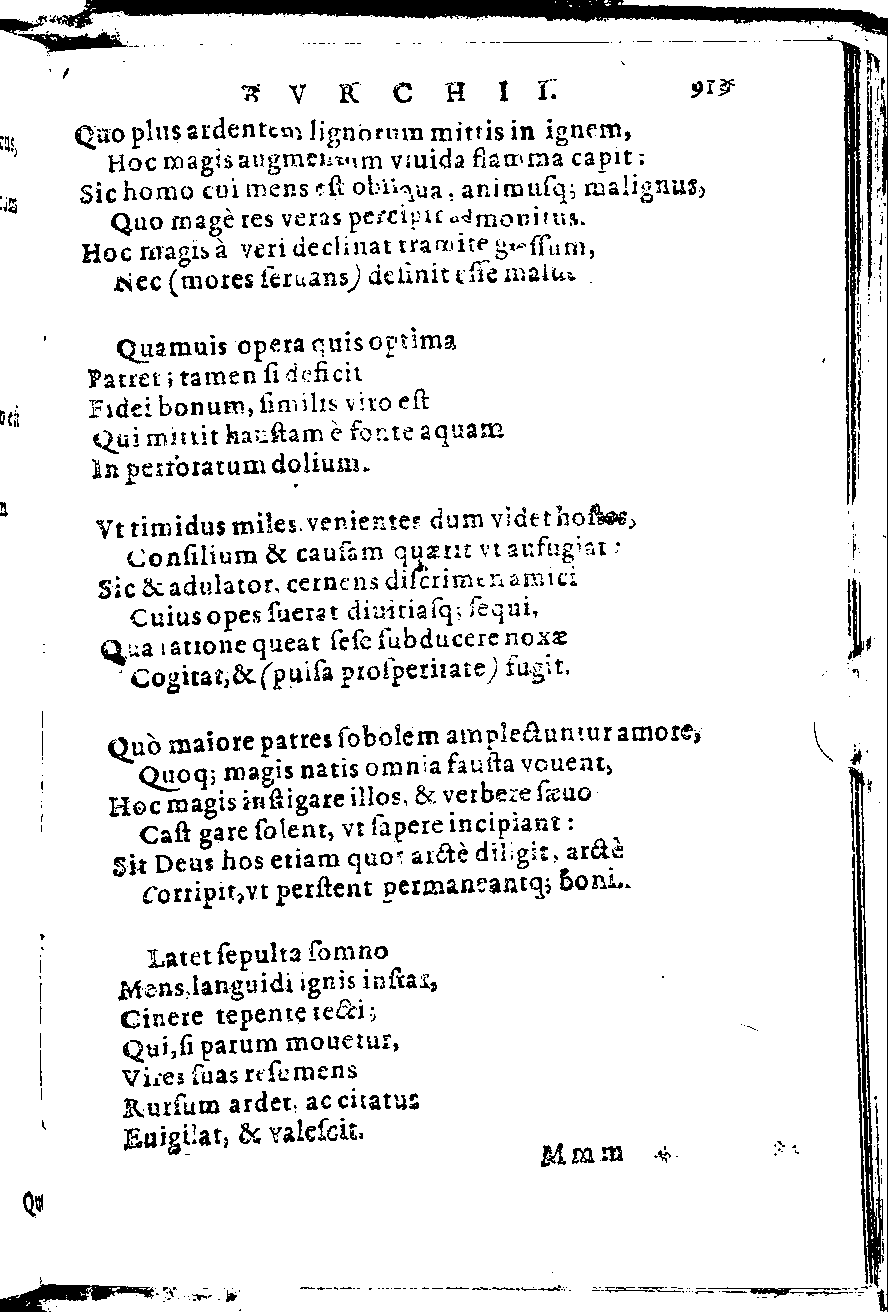 BVRCHII. 913
Quo plus ardentem lignorum mittis in ignem,
Hoc magis augmentum viuida flamma capit:
Sic homo cui mens eſt obliqua, animuſq; malignus,
Quo magè res veras percipit admonitus.
Hoc magis à veri declinat tramite greſſum,
Nec (mores ſeruans) deſinit eſſe malus
Quamuis opera quis optima
Patret; tamen ſi deficit
Fidei bonum, ſimilis viro eſt
Qui mittit hauſtam è fonte aquam
In perforatum dolium.
Vt timidus miles, venientes dum videt hoſtes,
Conſilium & cauſam quærit vt aufugiat:
Sic & adulator, cernens diſcrimen amici
Cuius opes ſuerat diuitiaſq; ſequi,
Qua ratione queat ſeſe ſubducere noxæ
Cogitat, & (pulſa proſperitate) fugit.
Quò maiore patres ſobolem amplectuntur amore,
Quoq; magis natis omnia fauſta vouent,
Hoc magis inſtigare illos, & verbere ſæuo
Caſtigare ſolent, vt ſapere incipiant:
Sit Deus hos etiam quos arctè diligit, arctè
Corripit, vt perſtent permaneantq; boni.
Latet ſepulta ſomno
Mens, languidi ignis inſtar,
Cinere tepente tecti;
Qui, ſi parum mouetur,
Vires ſuas reſumens
Rurſum ardet, ac citatus
Euigilat, & valeſcit.
Mmm